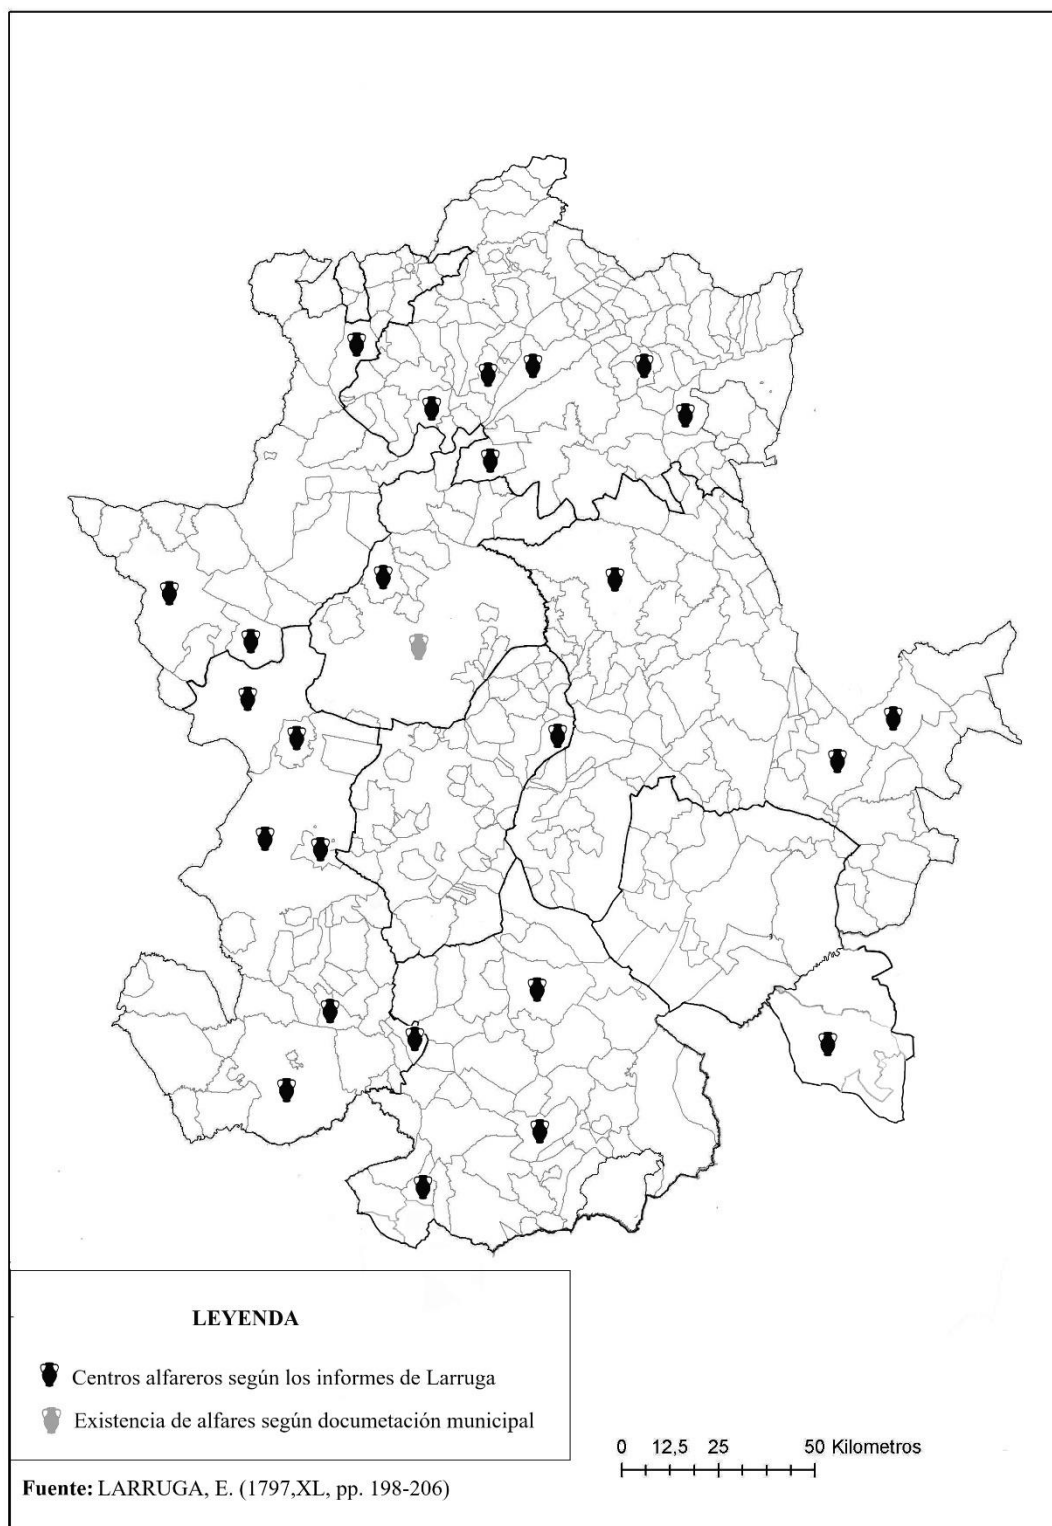 LEYENDA
Centros alfareros según los informes de Larruga
Existencia de alfares según documetación municipal
0 12,5 25 50 Kilometros
Fuente: LARRUGA, E. (1797,XL, pp. 198-206)